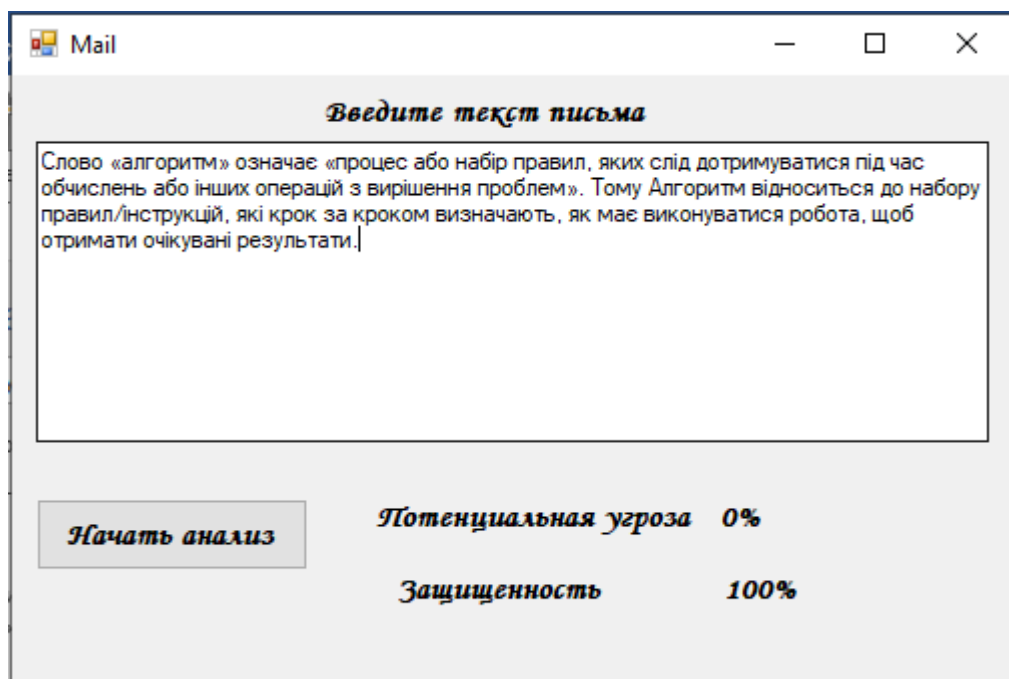 Mail
Введите текст письма
Слово «алгоритм» означає «процес або набір правил, яких слід дотримуватися під час
обчислень або інших операцій з вирішення проблем». Тому Алгоритм відноситься до набору
правил/інструкцій, які крок за кроком визначають, як має виконуватися робота, щоб
отримати очікувані результати.
Начать анализ
Потенциальная угроза 0%
Защищенность 100%